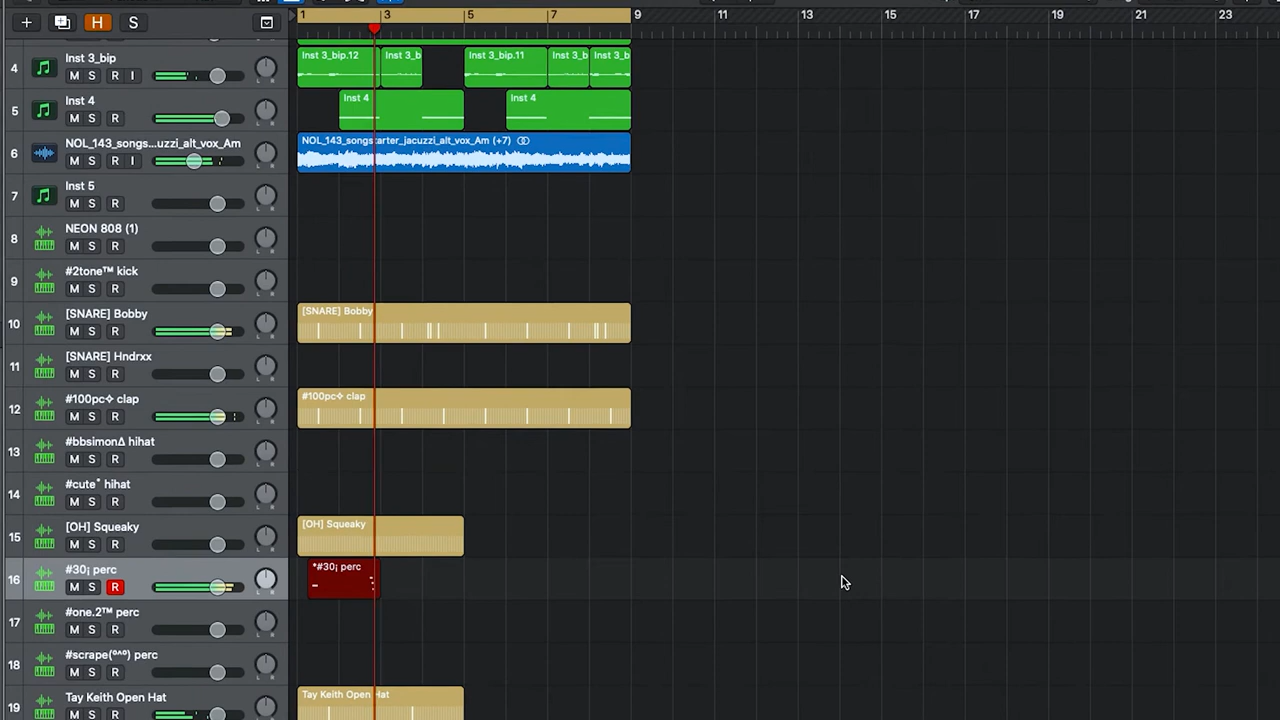 + H S 1 3 5 7 9 11 13 15 17 19 21 23
4 Inst 3_bip
M S R I
Inst 3_bip.12 Inst 3_b Inst 3_bip.11 Inst 3_b Inst 3_b
5 Inst 4
M S
Inst 4 Inst 4
6 NOL_143_songs...uzzi_alt_vox_Am
M S R I
NOL_143_songstarter_jacuzzi_alt_vox_Am (+7)
7 Inst 5
M S R
8 NEON 808 (1)
M S R
9 #2tone™ kick
M S R
10 [SNARE] Bobby
M S R
[SNARE] Bobby
11 [SNARE] Hndrxx
M S R
12 #100pc✧ clap
M S R
#100pc✧ clap
13 #bbsimon∆ hihat
M S R
14 #cute˚ hihat
M S R
15 [OH] Squeaky
M S R
[OH] Squeaky
16 #30¡ perc
M S R
*#30¡ perc
17 #one.2™ perc
M S R
18 #scrape(º^º) perc
M S R
19 Tay Keith Open Hat
M S R
Tay Keith Open Hat